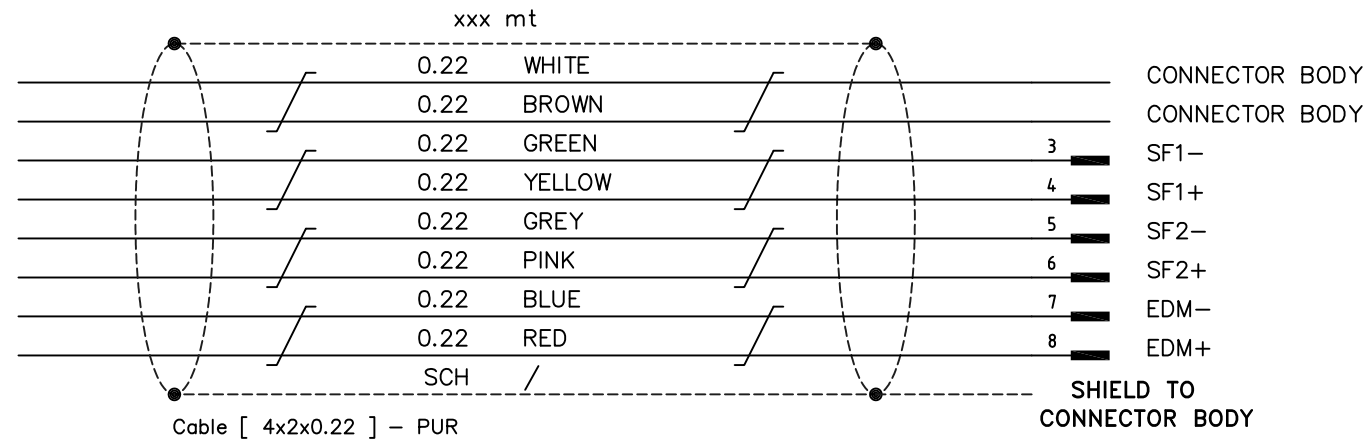 xxx mt
0.22 WHITE CONNECTOR BODY
0.22 BROWN CONNECTOR BODY
0.22 GREEN 3 SF1−
0.22 YELLOW 4 SF1+
0.22 GREY 5 SF2−
0.22 PINK 6 SF2+
0.22 BLUE 7 EDM−
0.22 RED 8 EDM+
SCH / SHIELD TO
CONNECTOR BODY
Cable [ 4x2x0.22 ] − PUR